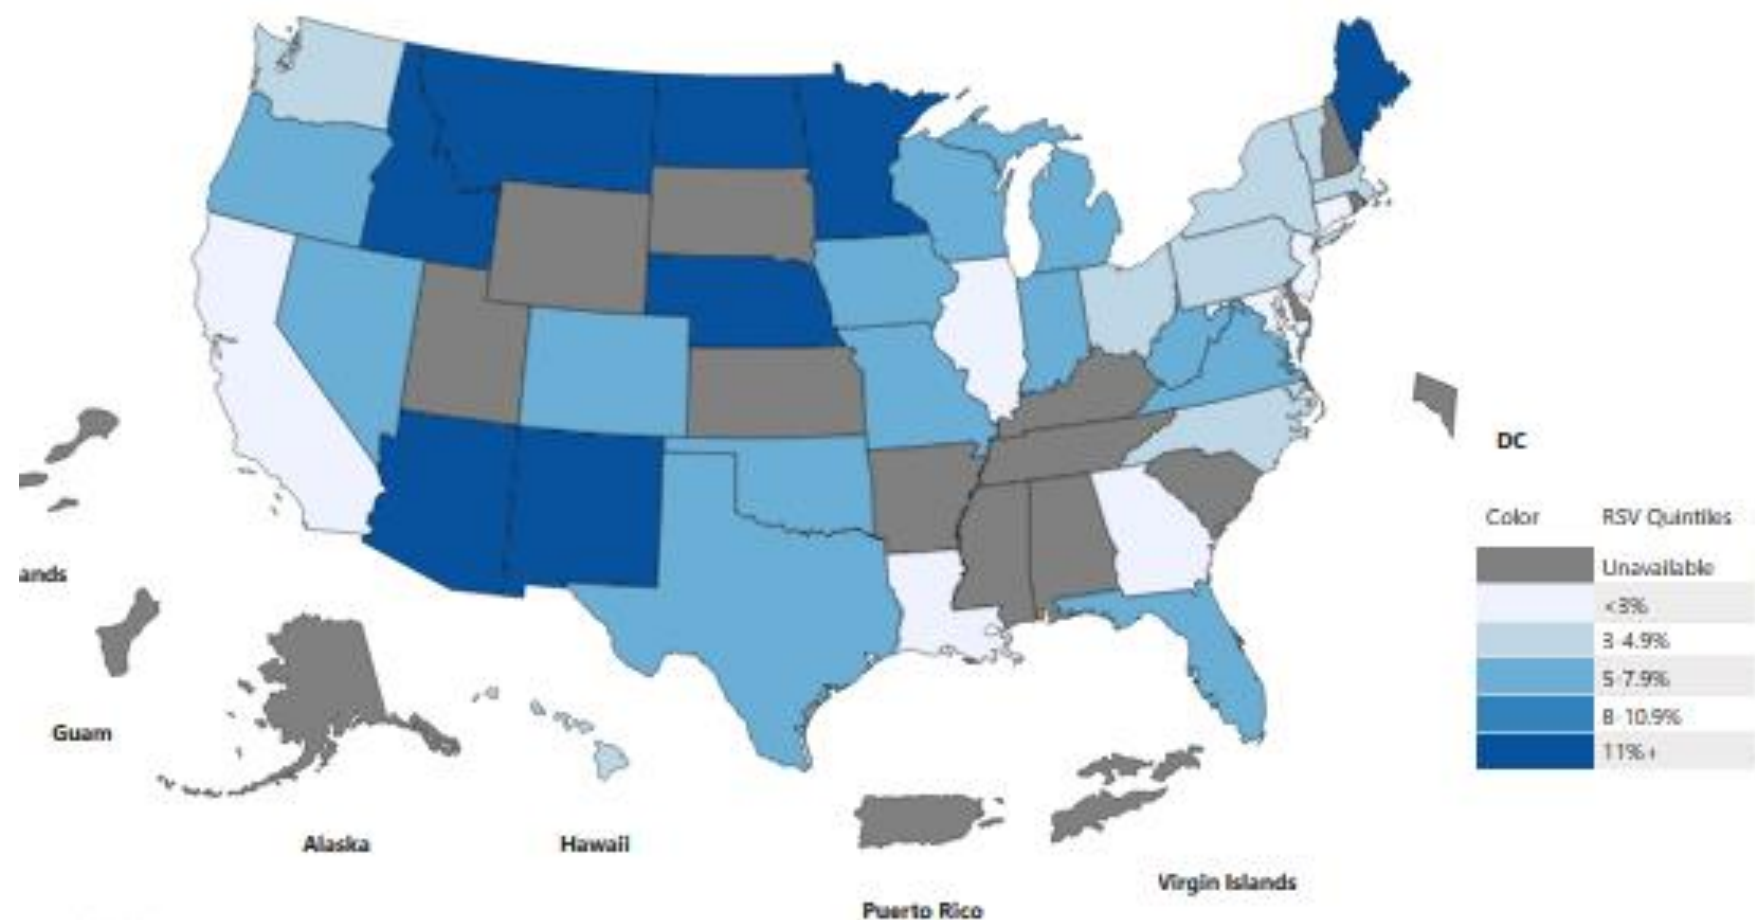 DC
Color RSV Quintiles
Unavailable
<3%
3-4.9%
5-7.9%
8-10.9%
11%+
ands
Guam
Alaska
Hawaii
Virgin Islands
Puerto Rico